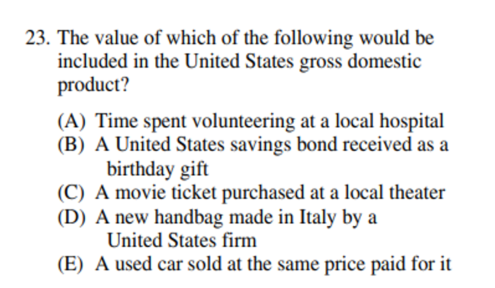 23. The value of which of the following would be
included in the United States gross domestic
product?
(A) Time spent volunteering at a local hospital
(B) A United States savings bond received as a
birthday gift
(C) A movie ticket purchased at a local theater
(D) A new handbag made in Italy by a
United States firm
(E) A used car sold at the same price paid for it